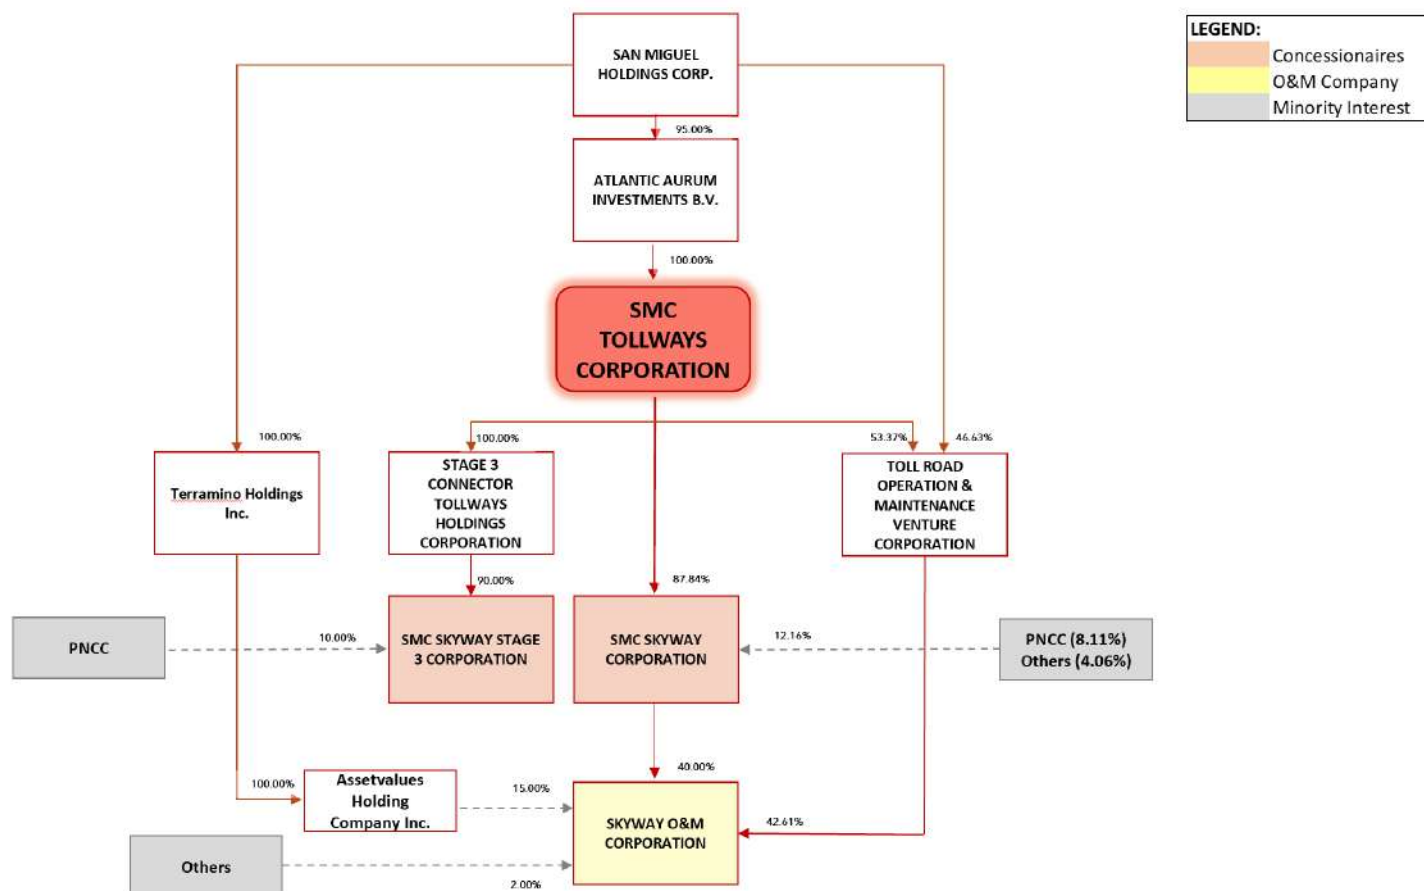 SAN MIGUEL
HOLDINGS CORP.
LEGEND:
Concessionaires
O&M Company
Minority Interest
95.00%
ATLANTIC AURUM
INVESTMENTS B.V.
100.00%
SMC
TOLLWAYS
CORPORATION
100.00%
100.00%
53.37%
46.63%
Terramino Holdings
Inc.
STAGE 3
CONNECTOR
TOLLWAYS
HOLDINGS
CORPORATION
TOLL ROAD
OPERATION &
MAINTENANCE
VENTURE
CORPORATION
90.00%
87.84%
PNCC
10.00%
SMC SKYWAY STAGE
3 CORPORATION
SMC SKYWAY
CORPORATION
12.16%
PNCC (8.11%)
Others (4.06%)
100.00%
Assetvalues
Holding
Company Inc.
15.00%
40.00%
SKYWAY O&M
CORPORATION
42.61%
Others
2.00%